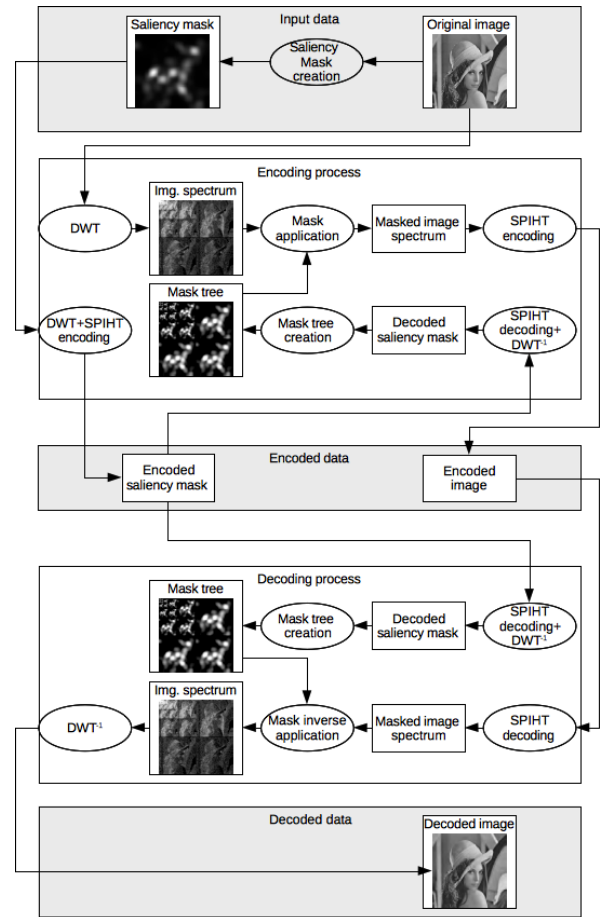 Input data
Saliency mask
Original image
Saliency
Mask
creation
Encoding process
Img. spectrum
DWT
Mask
application
Masked image
spectrum
SPIHT
encoding
Mask tree
DWT+SPIHT
encoding
Mask tree
creation
Decoded
saliency mask
SPIHT
decoding+
DWT⁻¹
Encoded data
Encoded
saliency mask
Encoded
image
Decoding process
Mask tree
Mask tree
creation
Decoded
saliency mask
SPIHT
decoding+
DWT⁻¹
Img. spectrum
DWT⁻¹
Mask inverse
application
Masked image
spectrum
SPIHT
decoding
Decoded data
Decoded image